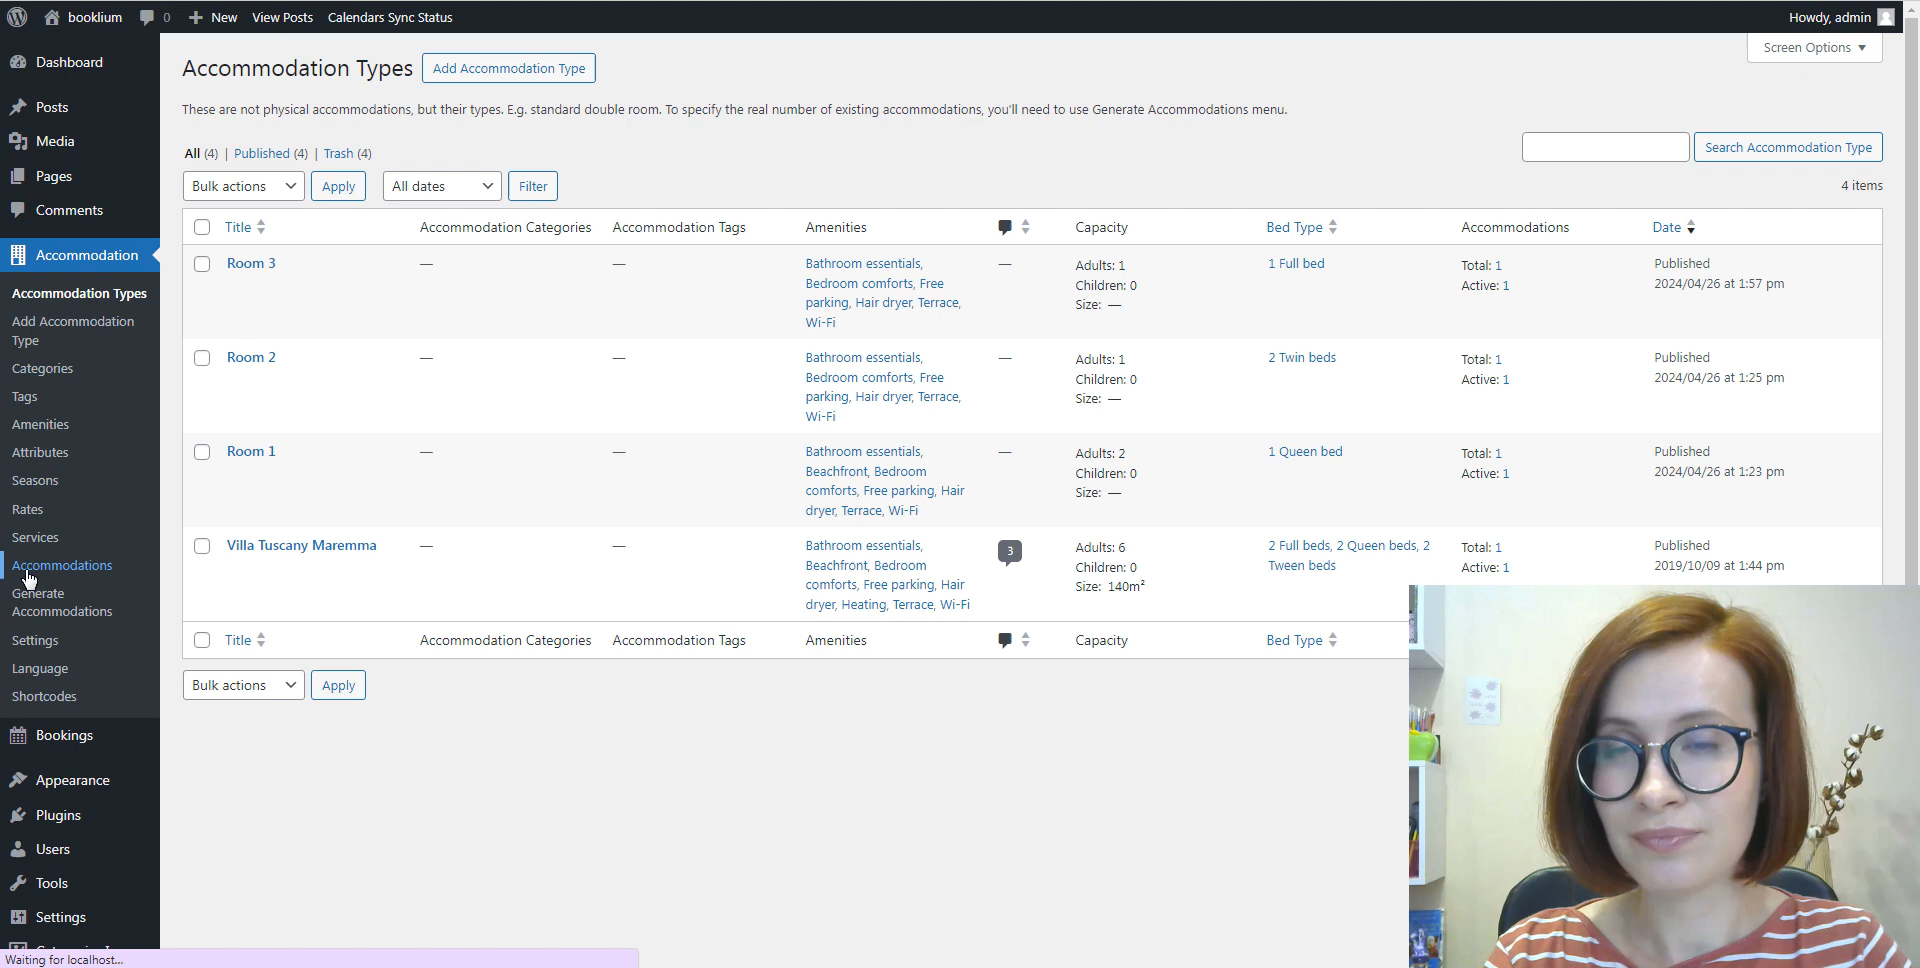 booklium 0 New View Posts Calendars Sync Status Howdy, admin
Screen Options
Dashboard
Posts
Media
Pages
Comments
Accommodation
Accommodation Types
Add Accommodation
Type
Categories
Tags
Amenities
Attributes
Seasons
Rates
Services
Accommodations
Generate
Accommodations
Settings
Language
Shortcodes
Bookings
Appearance
Plugins
Users
Tools
Settings
Accommodation Types Add Accommodation Type
These are not physical accommodations, but their types. E.g. standard double room. To specify the real number of existing accommodations, you'll need to use Generate Accommodations menu.
All (4) | Published (4) | Trash (4)
Search Accommodation Type
Bulk actions Apply All dates Filter
4 items
Title Accommodation Categories Accommodation Tags Amenities Capacity Bed Type Accommodations Date
Room 3 — — Bathroom essentials, — Adults: 1 1 Full bed Total: 1 Published
Bedroom comforts, Free Children: 0 Active: 1 2024/04/26 at 1:57 pm
parking, Hair dryer, Terrace, Size: —
Wi-Fi
Room 2 — — Bathroom essentials, — Adults: 1 2 Twin beds Total: 1 Published
Bedroom comforts, Free Children: 0 Active: 1 2024/04/26 at 1:25 pm
parking, Hair dryer, Terrace, Size: —
Wi-Fi
Room 1 — — Bathroom essentials, — Adults: 2 1 Queen bed Total: 1 Published
Beachfront, Bedroom Children: 0 Active: 1 2024/04/26 at 1:23 pm
comforts, Free parking, Hair Size: —
dryer, Terrace, Wi-Fi
Villa Tuscany Maremma — — Bathroom essentials, 3 Adults: 6 2 Full beds, 2 Queen beds, 2 Total: 1 Published
Beachfront, Bedroom Children: 0 Tween beds Active: 1 2019/10/09 at 1:44 pm
comforts, Free parking, Hair Size: 140m²
dryer, Heating, Terrace, Wi-Fi
Title Accommodation Categories Accommodation Tags Amenities Capacity Bed Type
Bulk actions Apply
Waiting for localhost...